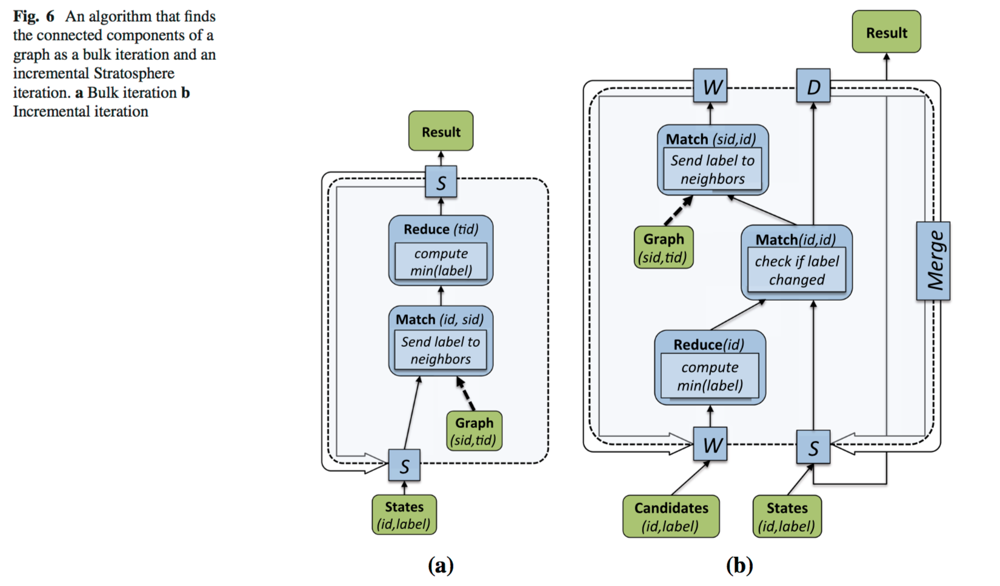 Fig. 6 An algorithm that finds
the connected components of a
graph as a bulk iteration and an
incremental Stratosphere
iteration. a Bulk iteration b
Incremental iteration
Result
S
Reduce (tid)
compute
min(label)
Match (id, sid)
Send label to
neighbors
Graph
(sid,tid)
S
States
(id,label)
(a)
Result
W
D
Match (sid,id)
Send label to
neighbors
Graph
(sid,tid)
Match(id,id)
check if label
changed
Merge
Reduce(id)
compute
min(label)
W
S
Candidates
(id,label)
States
(id,label)
(b)